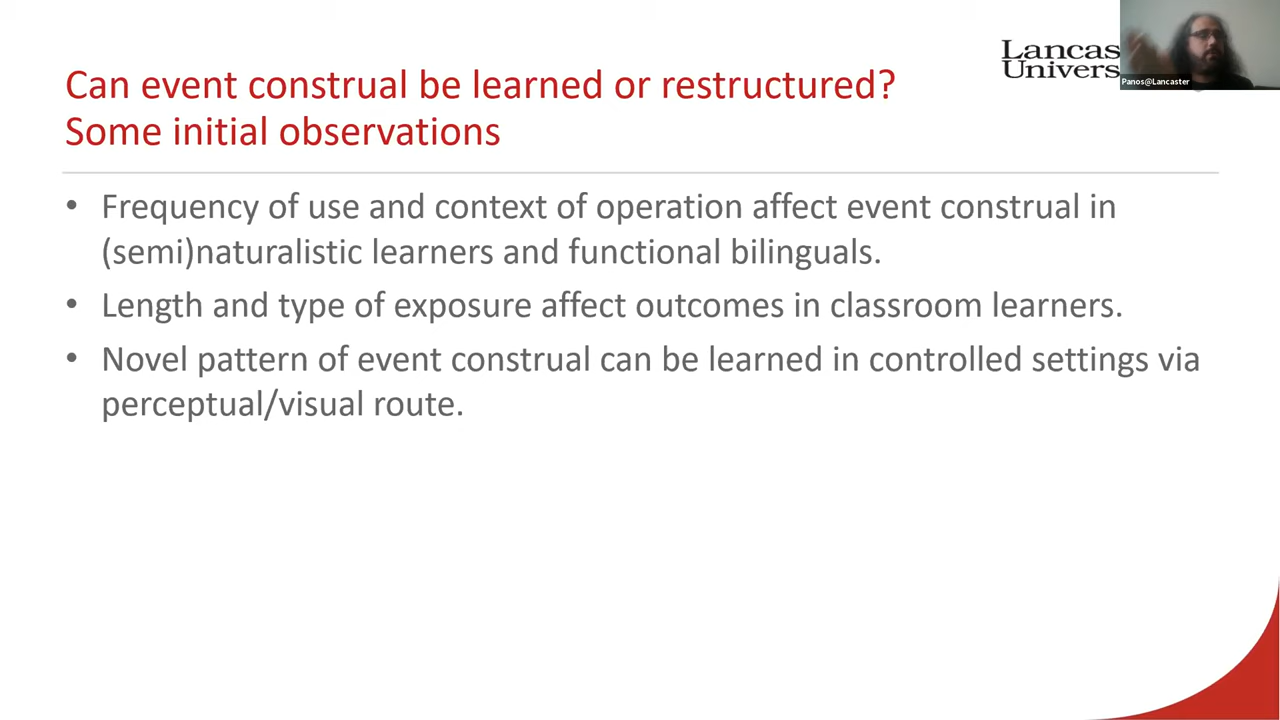 Lancas
Univers
Panos@Lancaster
Can event construal be learned or restructured?
Some initial observations
• Frequency of use and context of operation affect event construal in
(semi)naturalistic learners and functional bilinguals.
• Length and type of exposure affect outcomes in classroom learners.
• Novel pattern of event construal can be learned in controlled settings via
perceptual/visual route.